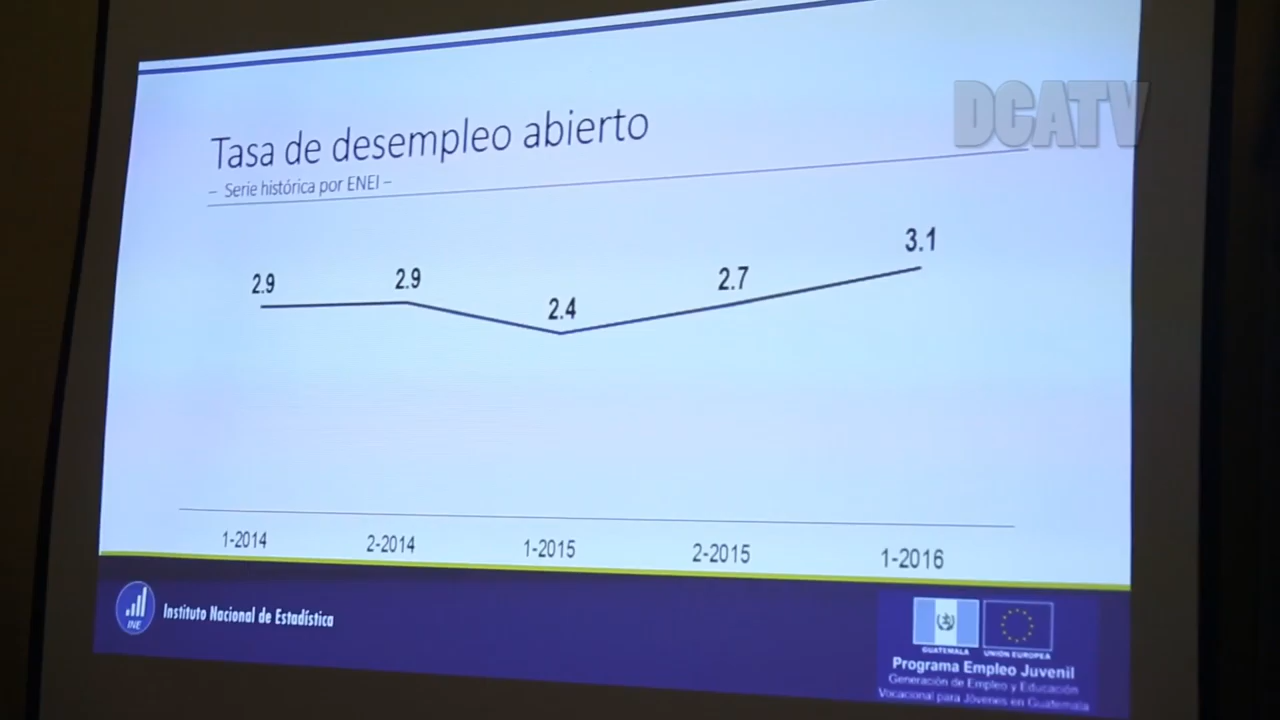 DCATV
Tasa de desempleo abierto
– Serie histórica por ENEI –
2.9
2.9
2.4
2.7
3.1
1-2014
2-2014
1-2015
2-2015
1-2016
INE
Instituto Nacional de Estadística
GUATEMALA
UNIÓN EUROPEA
Programa Empleo Juvenil
Generación de Empleo y Educación
Vocacional para Jóvenes en Guatemala